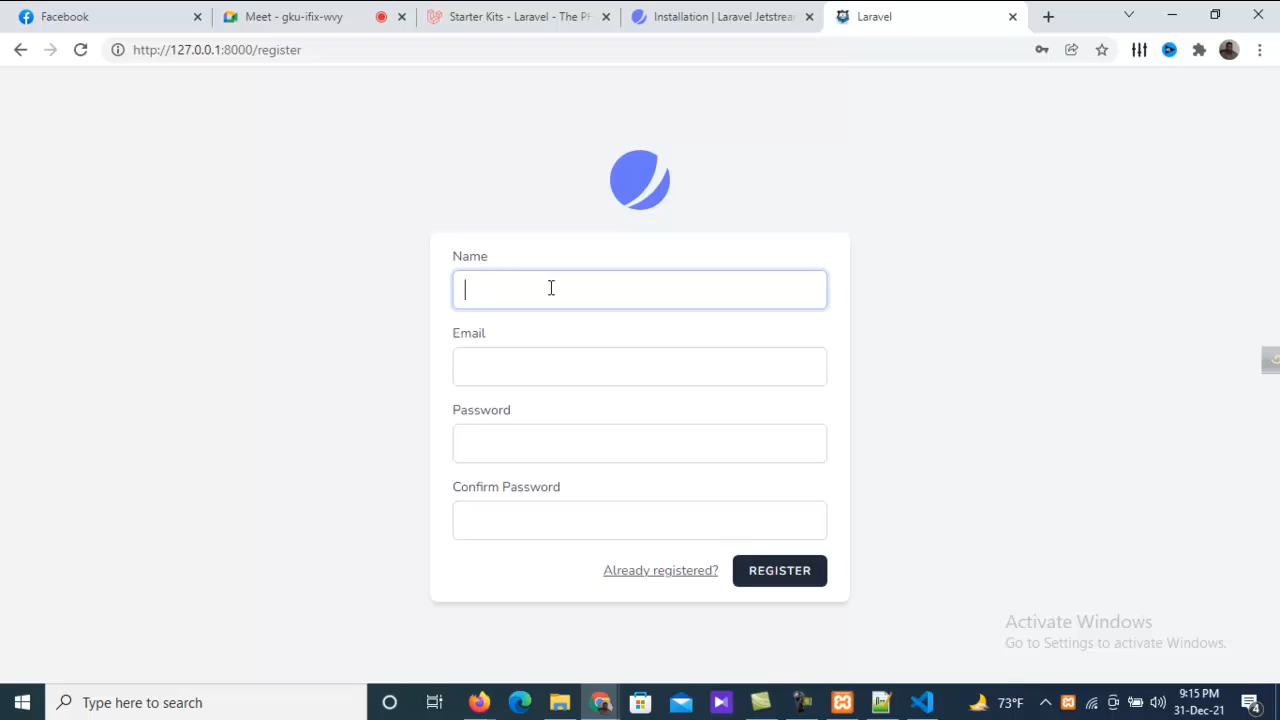 Facebook
Meet - gku-ifix-wvy
Starter Kits - Laravel - The PH
Installation | Laravel Jetstrea
Laravel
http://127.0.0.1:8000/register
Name
Email
Password
Confirm Password
Already registered?
REGISTER
Activate Windows
Go to Settings to activate Windows.
Type here to search
73°F
9:15 PM
31-Dec-21
4